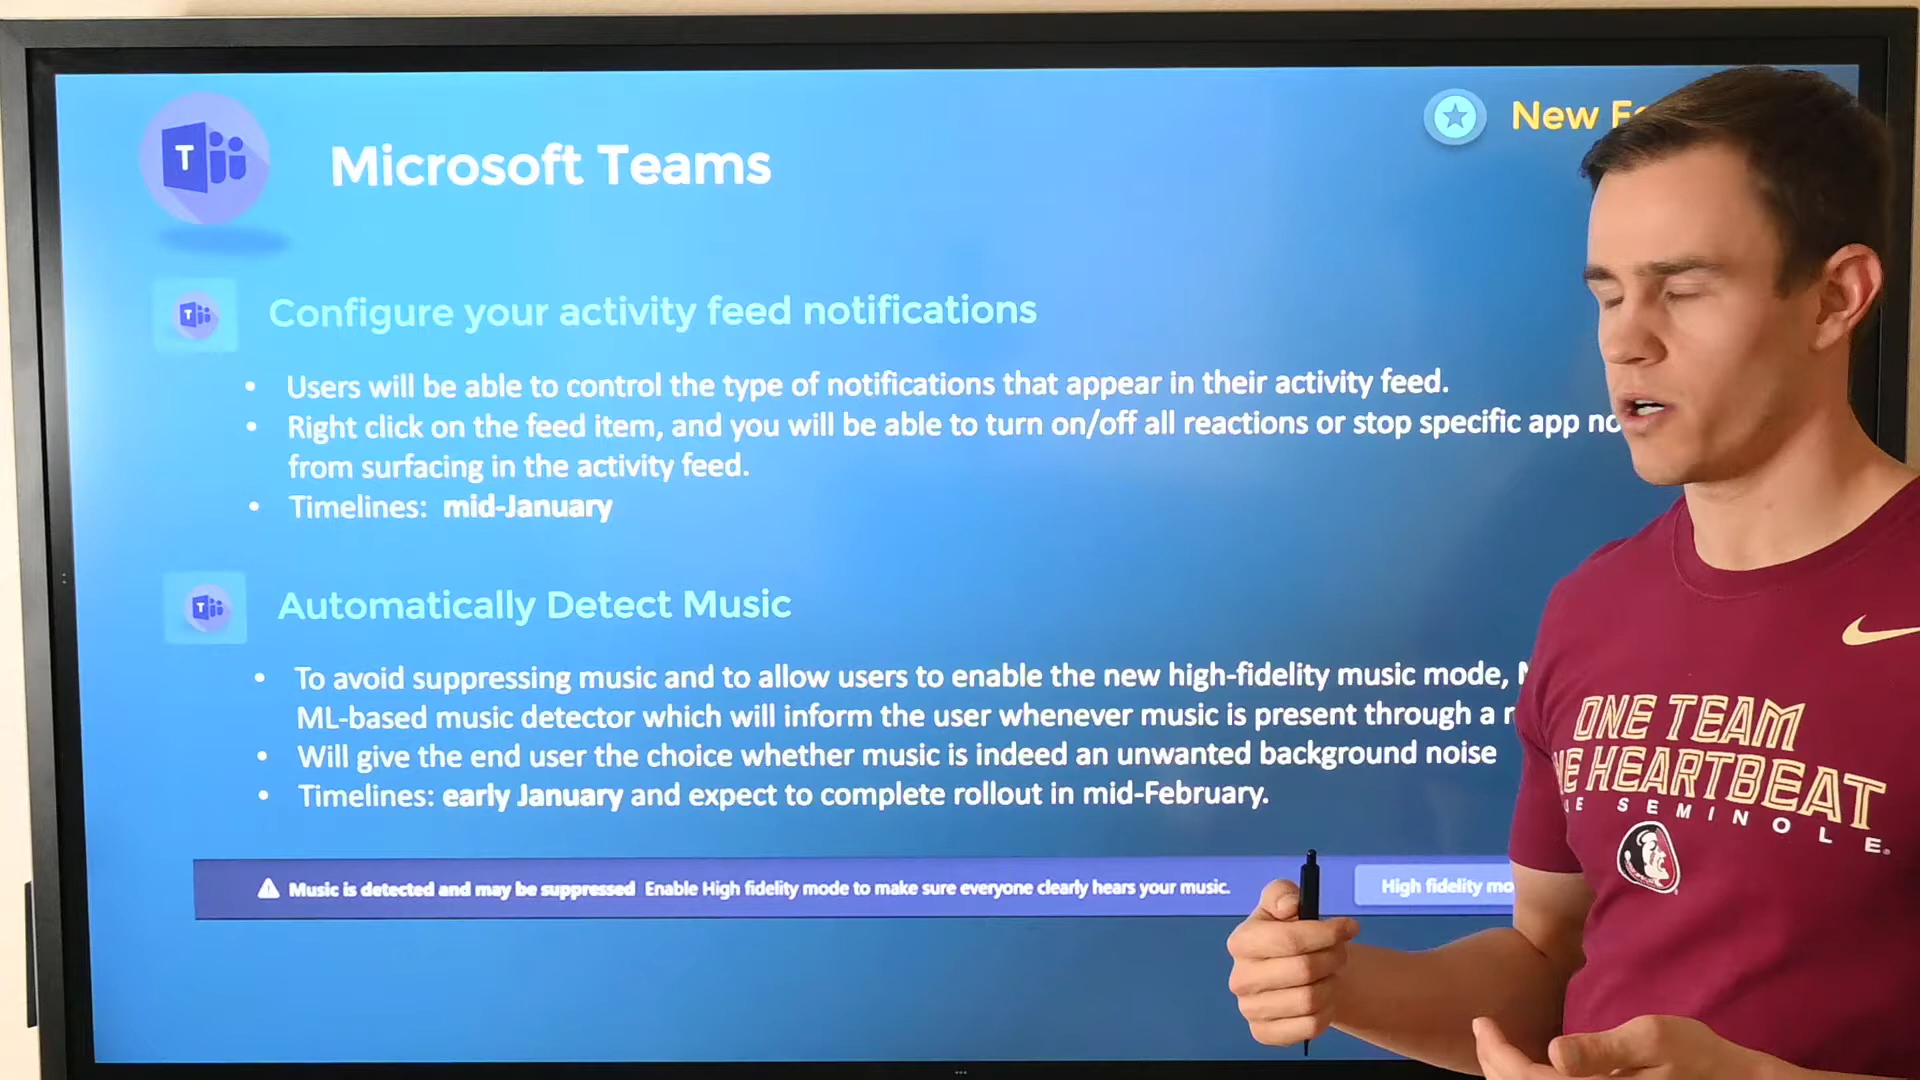 New
T
Microsoft Teams
T
Configure your activity feed notifications
• Users will be able to control the type of notifications that appear in their activity feed.
• Right click on the feed item, and you will be able to turn on/off all reactions or stop specific app no
from surfacing in the activity feed.
• Timelines: mid-January
T
Automatically Detect Music
• To avoid suppressing music and to allow users to enable the new high-fidelity music mode,
ML-based music detector which will inform the user whenever music is present through a
• Will give the end user the choice whether music is indeed an unwanted background noise
• Timelines: early January and expect to complete rollout in mid-February.
Music is detected and may be suppressed Enable High fidelity mode to make sure everyone clearly hears your music.
High fidelity mo
ONE TEAM
HEARTBEAT
SEMINOLE.